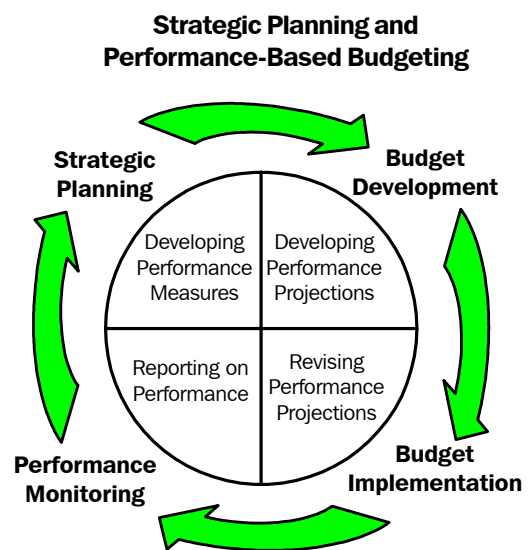 Strategic Planning and
Performance-Based Budgeting
Strategic
Planning
Budget
Development
Developing
Performance
Measures
Developing
Performance
Projections
Reporting on
Performance
Revising
Performance
Projections
Performance
Monitoring
Budget
Implementation